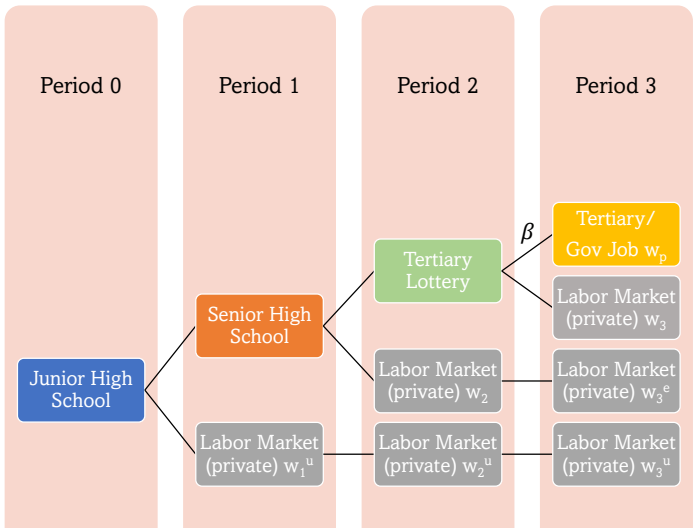 Period 0
Period 1
Period 2
Period 3
Junior High
School
Senior High
School
Labor Market
(private) w₁ᵘ
Tertiary
Lottery
Labor Market
(private) w₂
Labor Market
(private) w₂ᵘ
β
Tertiary/
Gov Job wₚ
Labor Market
(private) w₃
Labor Market
(private) w₃ᵉ
Labor Market
(private) w₃ᵘ